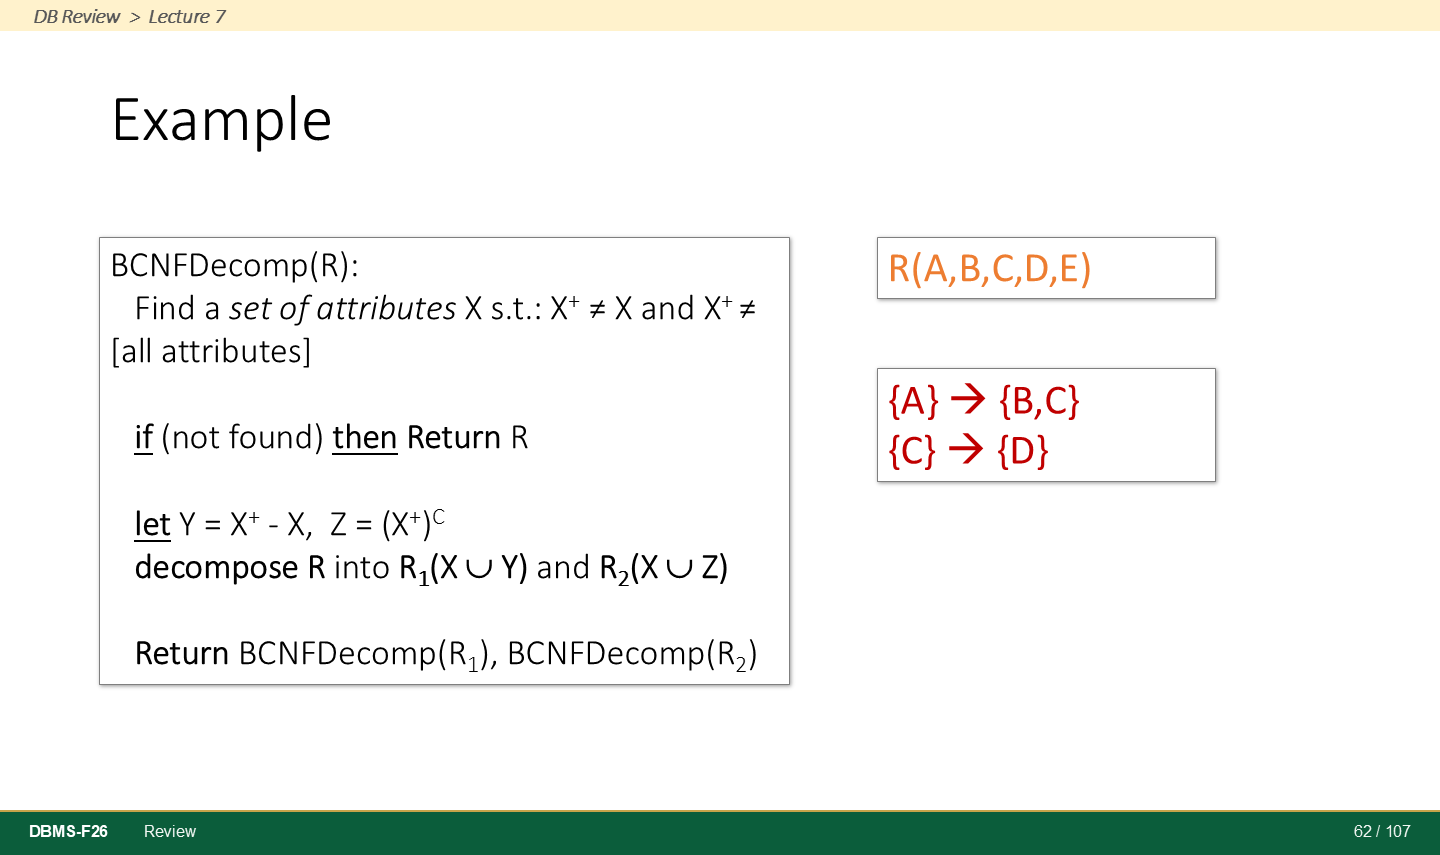 DB Review > Lecture 7
Example
BCNFDecomp(R):
Find a set of attributes X s.t.: X⁺ ≠ X and X⁺ ≠
[all attributes]
if (not found) then Return R
let Y = X⁺ - X, Z = (X⁺)ᶜ
decompose R into R₁(X ∪ Y) and R₂(X ∪ Z)
Return BCNFDecomp(R₁), BCNFDecomp(R₂)
R(A,B,C,D,E)
{A} → {B,C}
{C} → {D}
DBMS-F26 Review 62 / 107